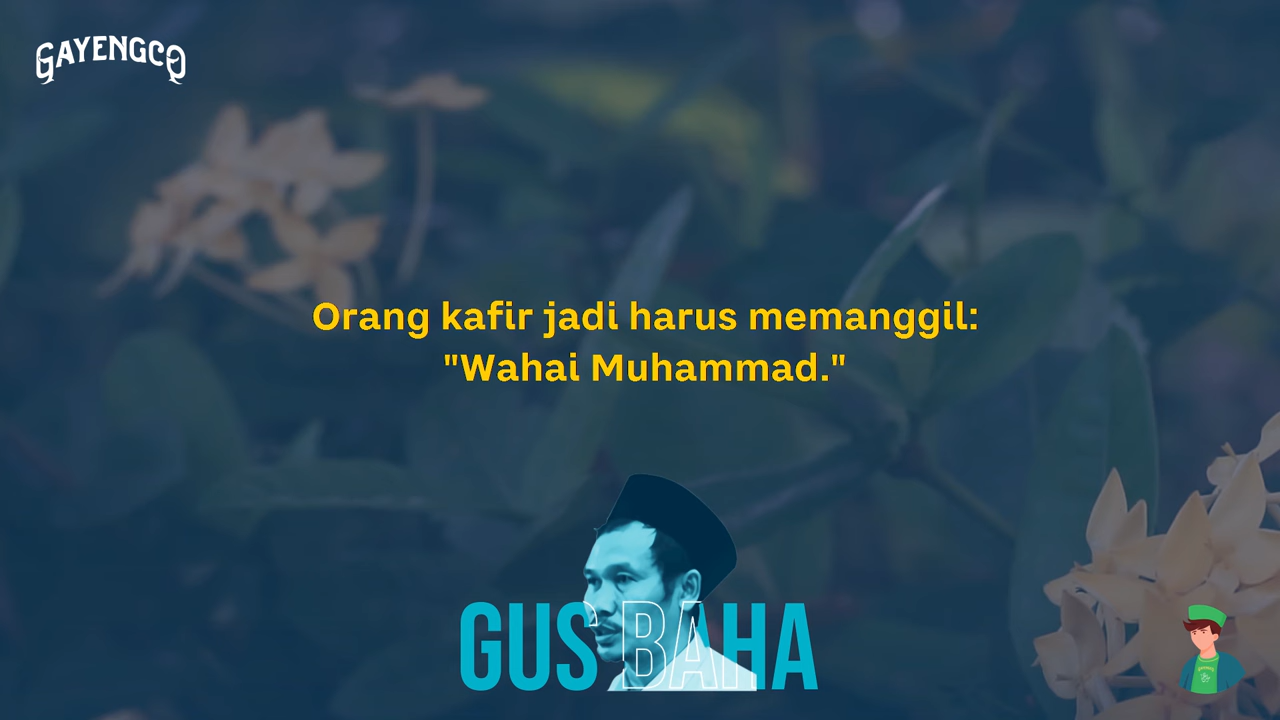 GAYENGCO
Orang kafir jadi harus memanggil:
"Wahai Muhammad."
GUS BAHA